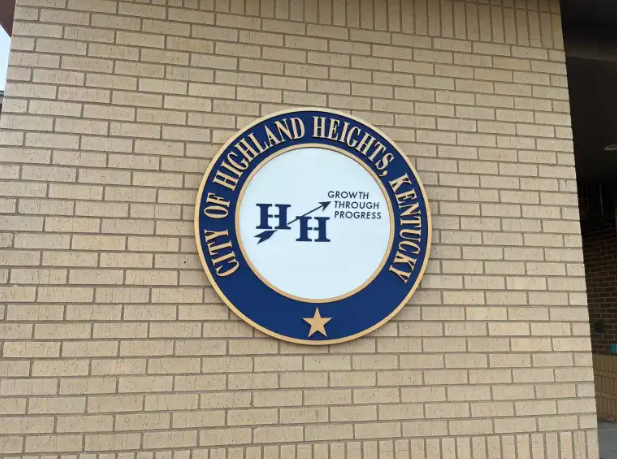 CITY OF HIGHLAND HEIGHTS, KENTUCKY
HH
GROWTH
THROUGH
PROGRESS